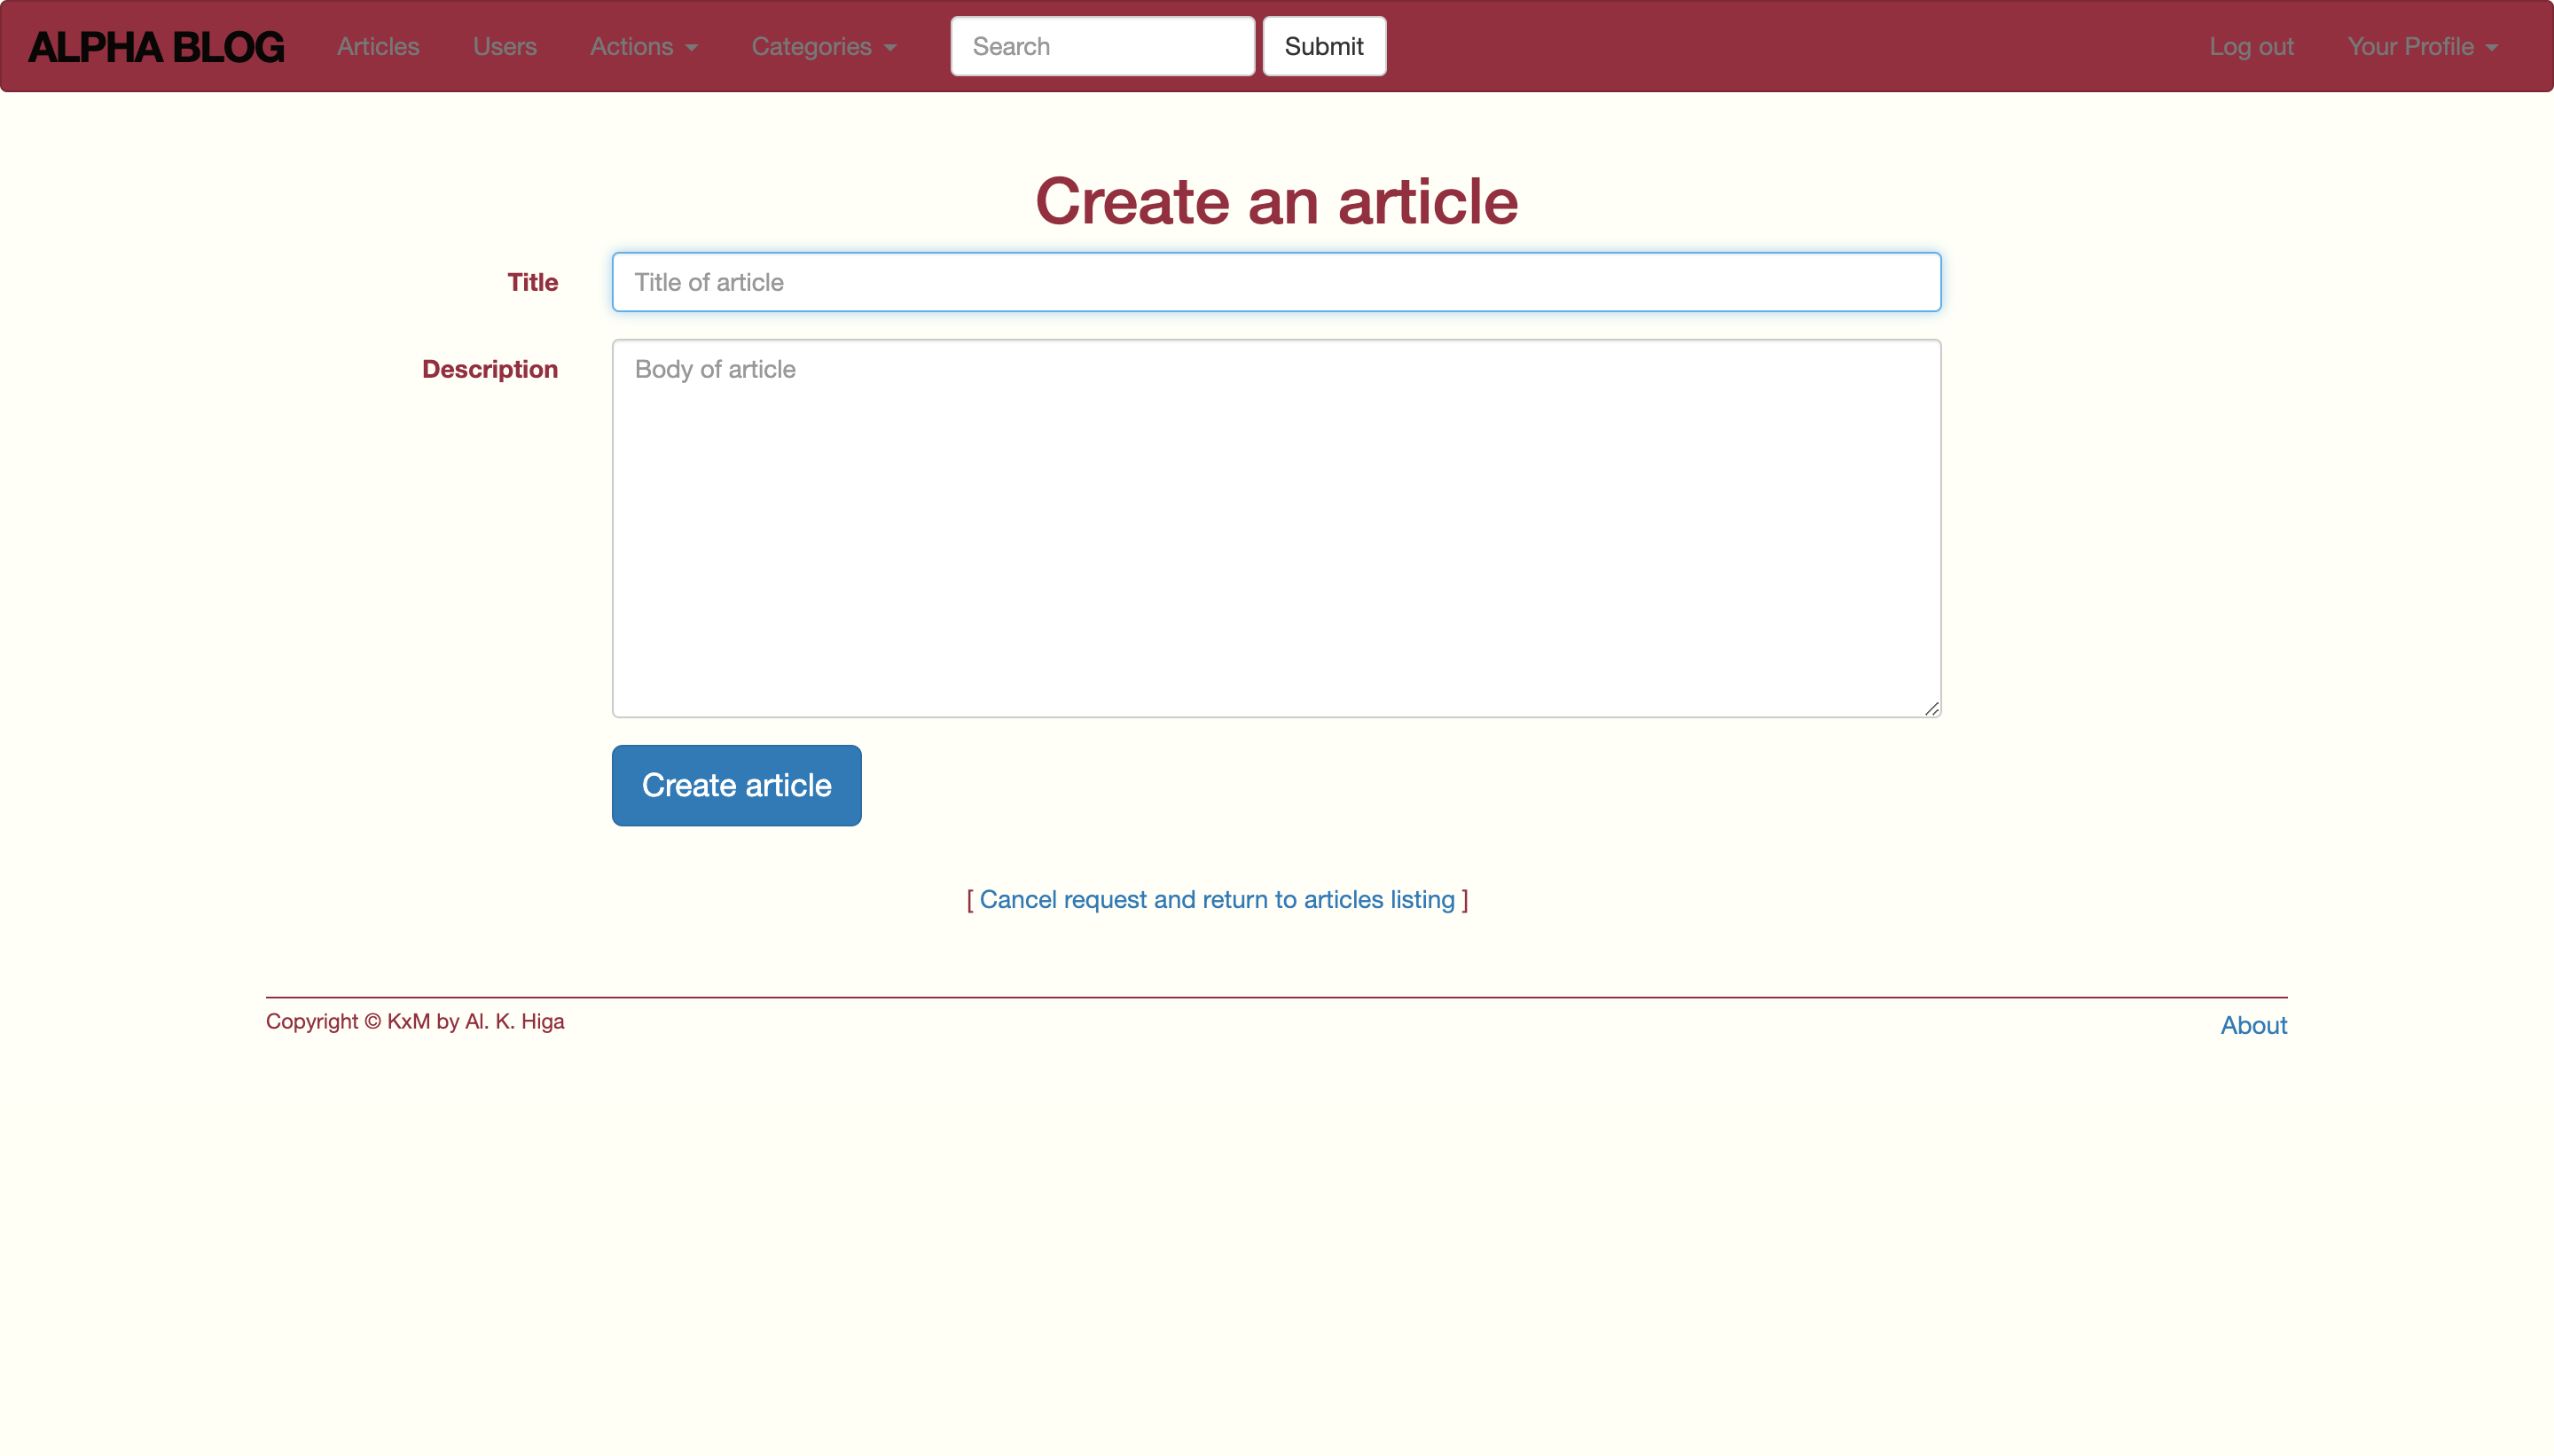 ALPHA BLOG Articles Users Actions Categories Search Submit Log out Your Profile
Create an article
Title Title of article
Description Body of article
Create article
[ Cancel request and return to articles listing ]
Copyright © KxM by Al. K. Higa About